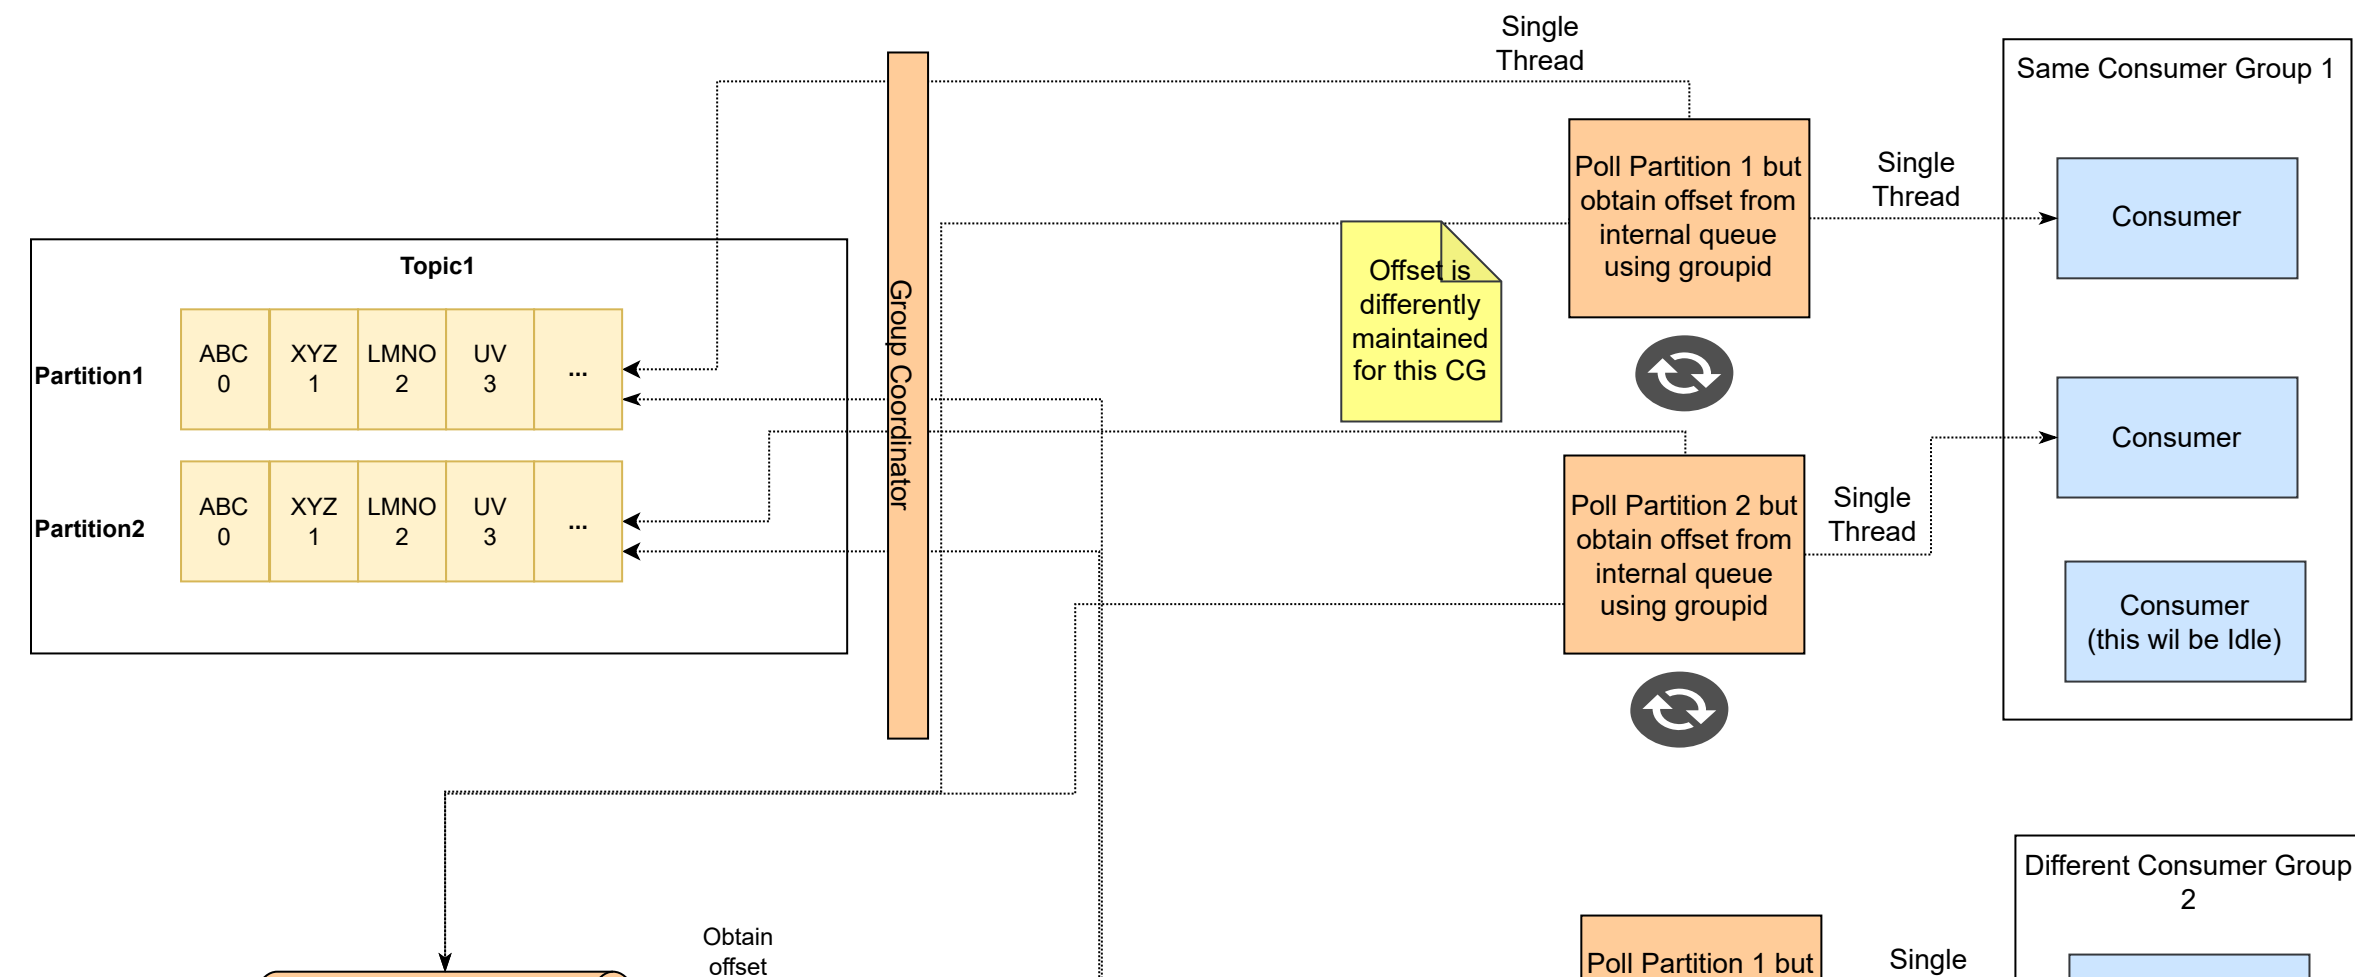 Single
Thread
Same Consumer Group 1
Poll Partition 1 but
obtain offset from
internal queue
using groupid
Single
Thread
Consumer
Offset is
differently
maintained
for this CG
Topic1
Partition1
ABC
0
XYZ
1
LMNO
2
UV
3
...
Group Coordinator
Consumer
Partition2
ABC
0
XYZ
1
LMNO
2
UV
3
...
Poll Partition 2 but
obtain offset from
internal queue
using groupid
Single
Thread
Consumer
(this wil be Idle)
Different Consumer Group
2
Obtain
offset
Poll Partition 1 but
Single